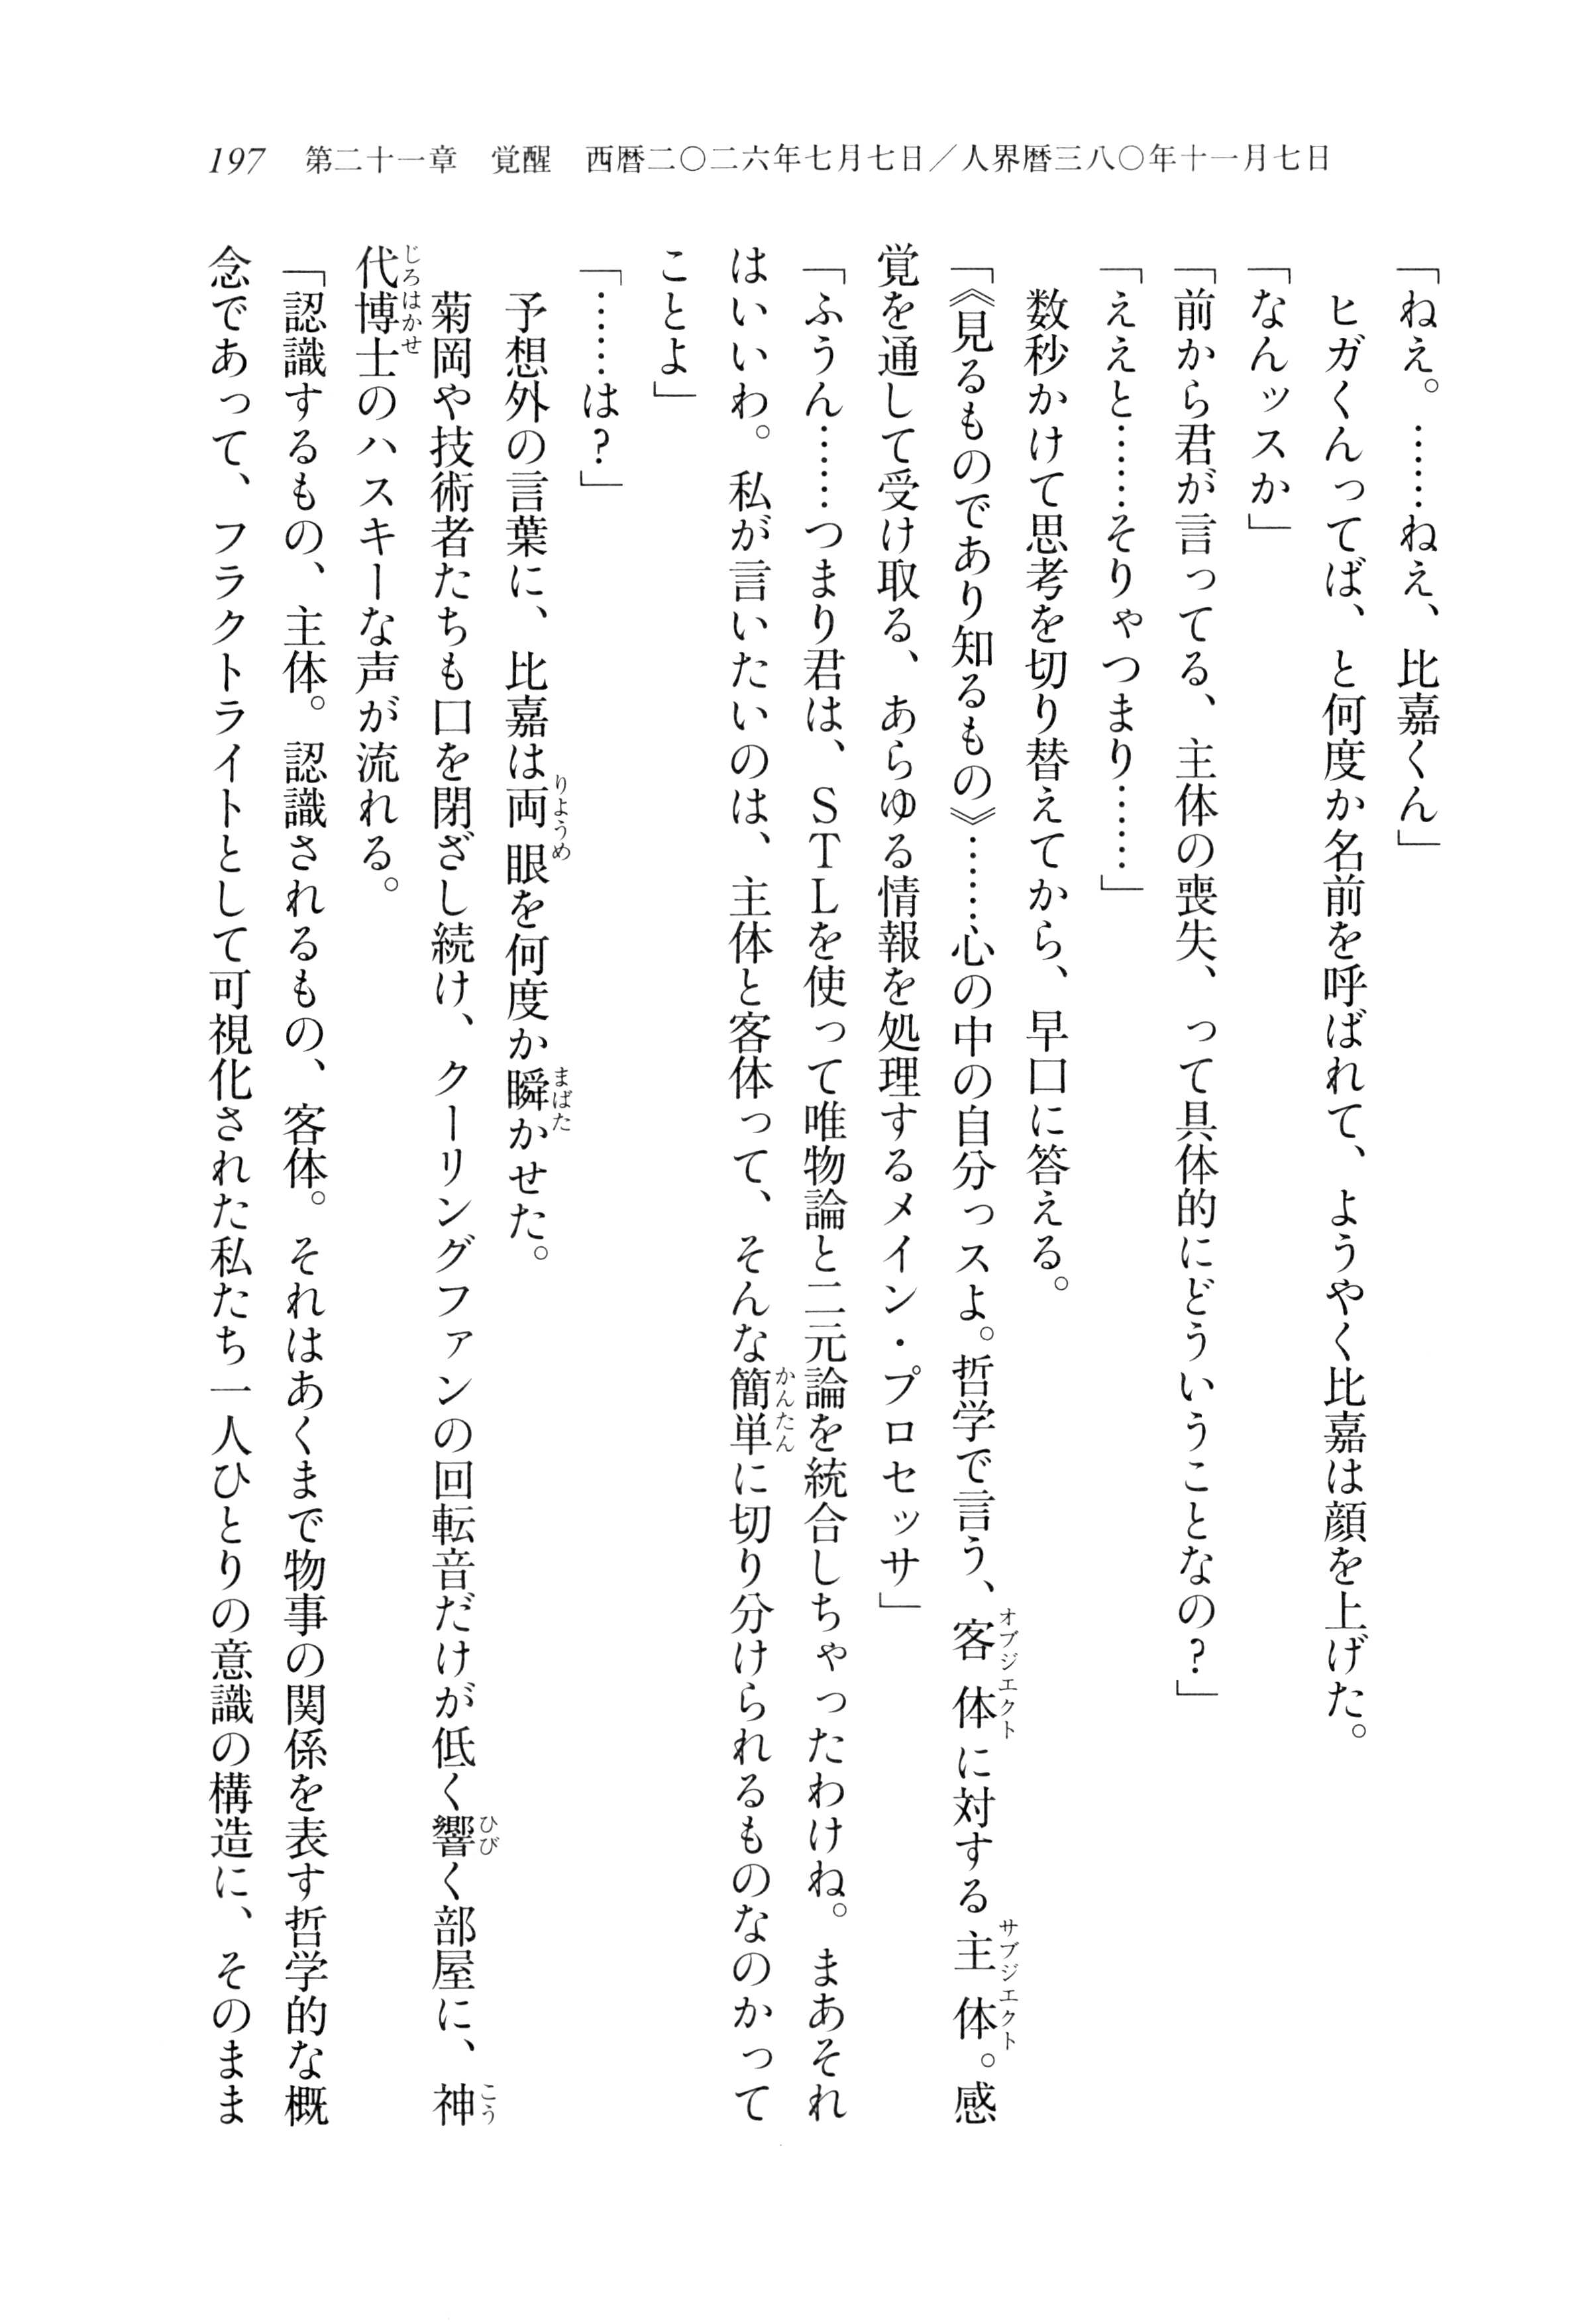 197 第二十一章 覚醒 西暦二〇二六年七月七日／人界暦三八〇年十一月七日
「ねえ。……ねえ、比嘉くん」
　ヒガくんってば、と何度か名前を呼ばれて、ようやく比嘉は顔を上げた。
「なんッスか」
「前から君が言ってる、主体の喪失、って具体的にどういうことなの？」
「ええと……そりゃつまり……」
　数秒かけて思考を切り替えてから、早口に答える。
「《見るものであり知るもの》……心の中の自分っスよ。哲学で言う、客体に対する主体。感
オブジェクト
サブジエクト
覚を通して受け取る、あらゆる情報を処理するメイン・プロセッサ」
「ふうん……つまり君は、ＳＴＬを使って唯物論と二元論を統合しちゃったわけね。まあそれ
はいいわ。私が言いたいのは、主体と客体って、そんな簡単に切り分けられるものなのかって
かんたん
ことよ」
「……は？」
　予想外の言葉に、比嘉は両眼を何度か瞬かせた。
りようめ
まばた
　菊岡や技術者たちも口を閉ざし続け、クーリングファンの回転音だけが低く響く部屋に、神
ひび
こう
代博士のハスキーな声が流れる。
じろはかせ
「認識するもの、主体。認識されるもの、客体。それはあくまで物事の関係を表す哲学的な概
念であって、フラクトライトとして可視化された私たち一人ひとりの意識の構造に、そのまま